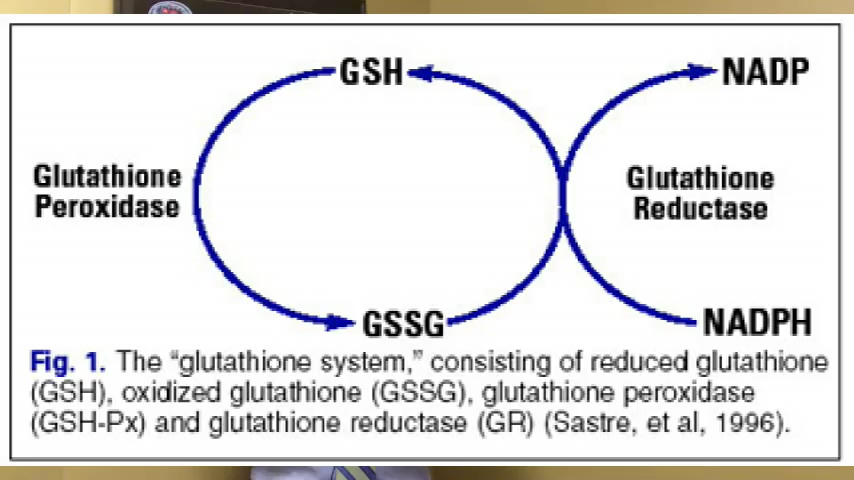 GSH
NADP
Glutathione
Peroxidase
Glutathione
Reductase
GSSG
NADPH
Fig. 1. The “glutathione system,” consisting of reduced glutathione
(GSH), oxidized glutathione (GSSG), glutathione peroxidase
(GSH-Px) and glutathione reductase (GR) (Sastre, et al, 1996).